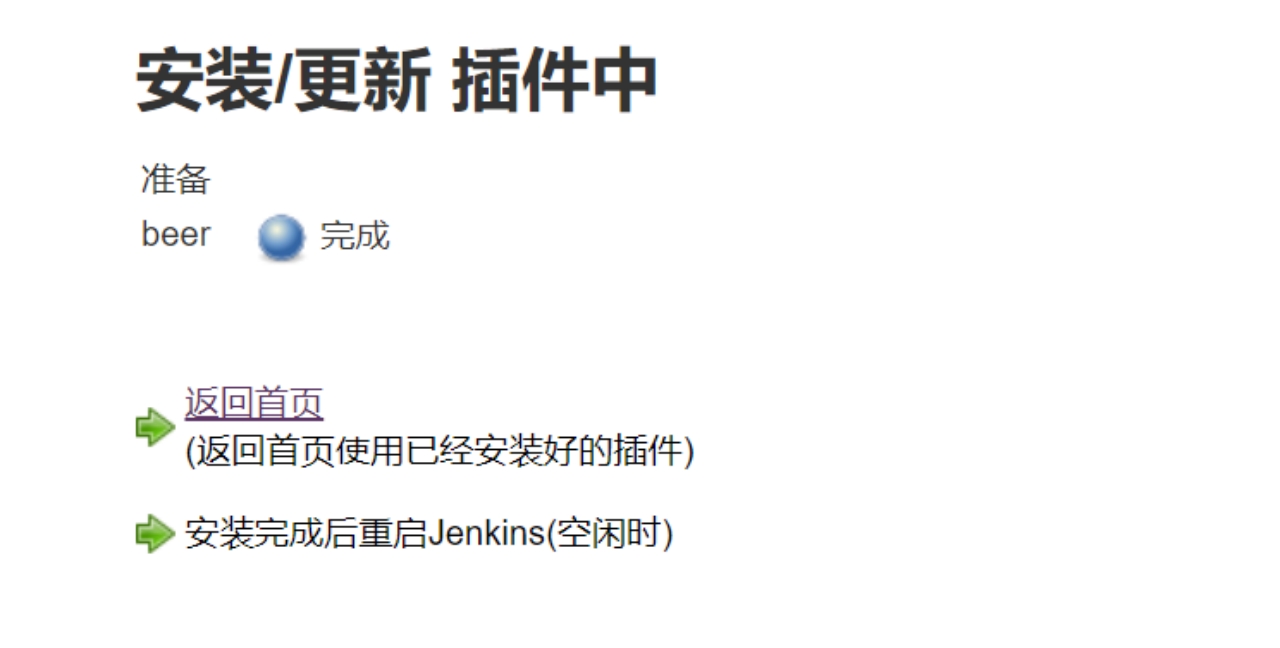 安装/更新 插件中
准备
beer 完成
返回首页
(返回首页使用已经安装好的插件)
安装完成后重启Jenkins(空闲时)